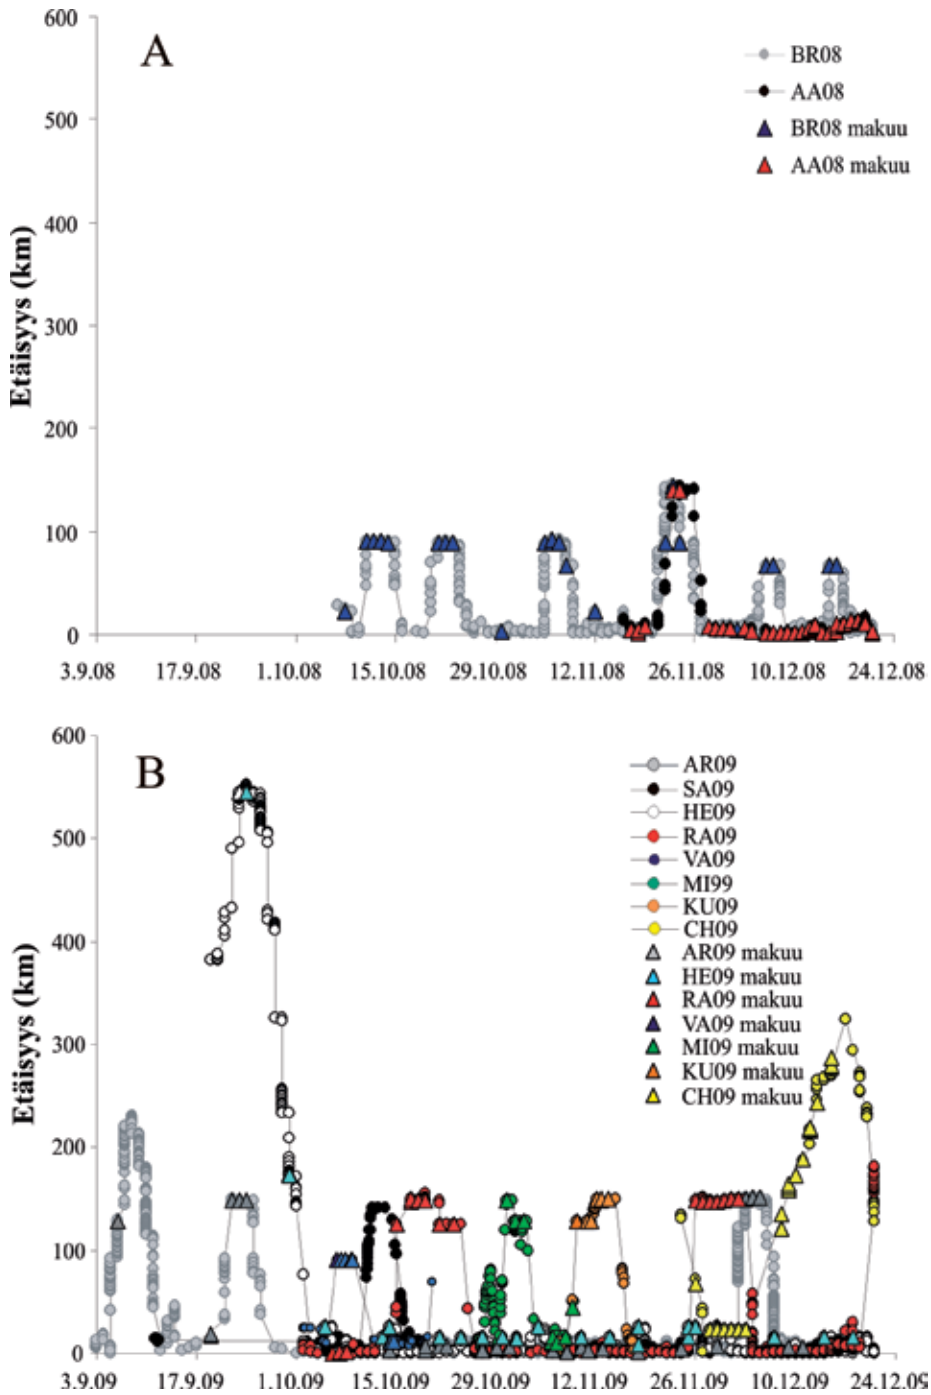 A
600
500
400
300
200
100
0
Etäisyys (km)
BR08
AA08
BR08 makuu
AA08 makuu
3.9.08 17.9.08 1.10.08 15.10.08 29.10.08 12.11.08 26.11.08 10.12.08 24.12.08
B
600
500
400
300
200
100
0
Etäisyys (km)
AR09
SA09
HE09
RA09
VA09
MI99
KU09
CH09
AR09 makuu
HE09 makuu
RA09 makuu
VA09 makuu
MI09 makuu
KU09 makuu
CH09 makuu
3.9.09 17.9.09 1.10.09 15.10.09 29.10.09 12.11.09 26.11.09 10.12.09 24.12.09